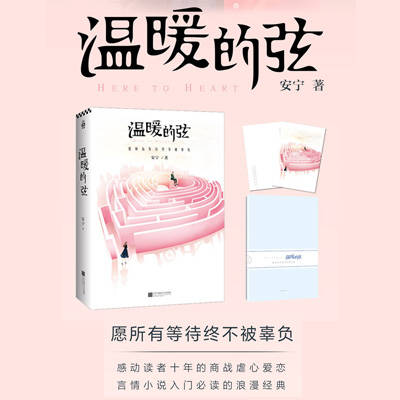 温暖的弦
HERE TO HEART
安宁 著
温暖的弦
安宁 著
温暖的弦
愿所有等待终不被辜负
感动读者十年的商战虐心爱恋
言情小说入门必读的浪漫经典